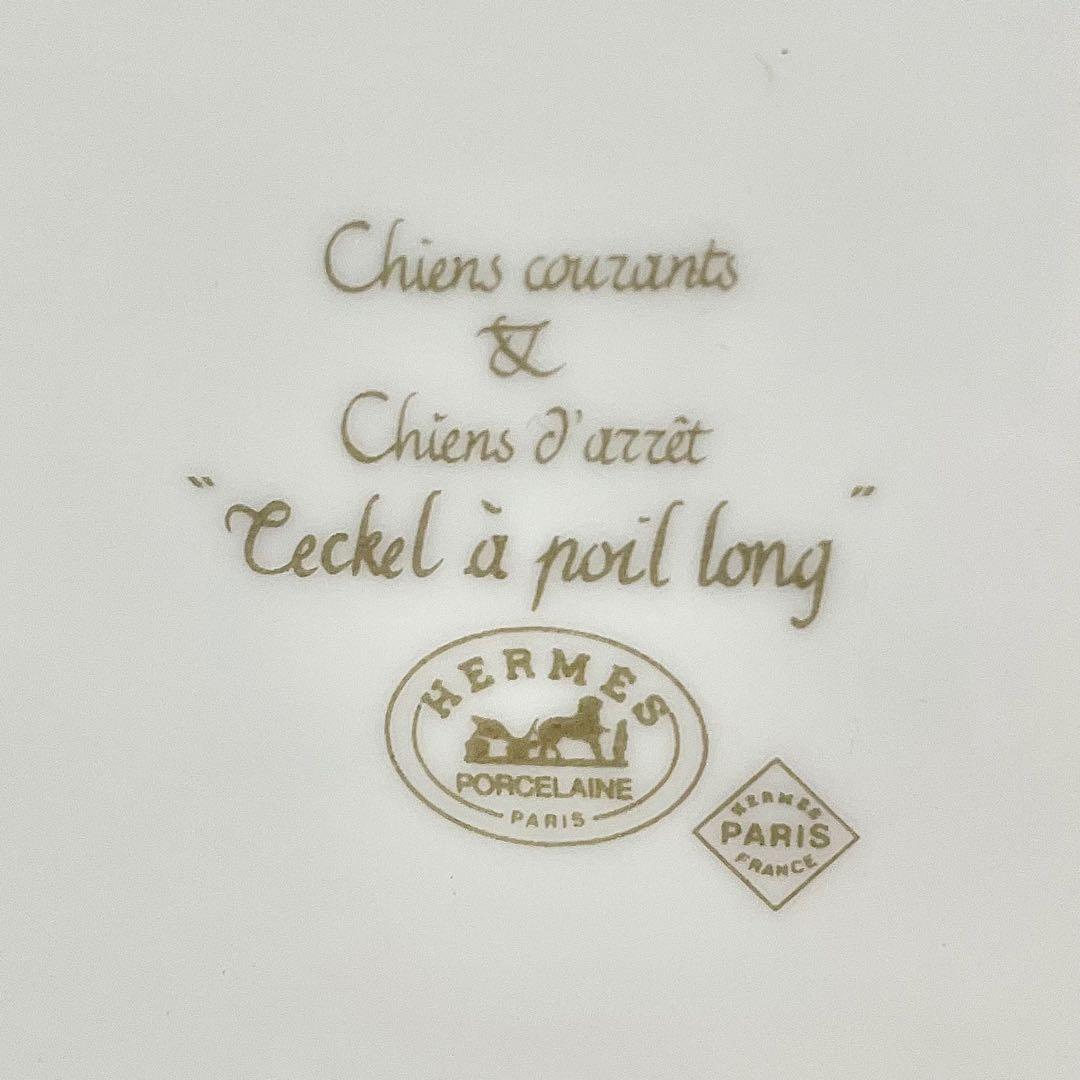 Chiens courants
&
Chiens d'arrêt
"Teckel à poil long"
HERMES
PORCELAINE
PARIS
HERMES
PARIS
FRANCE